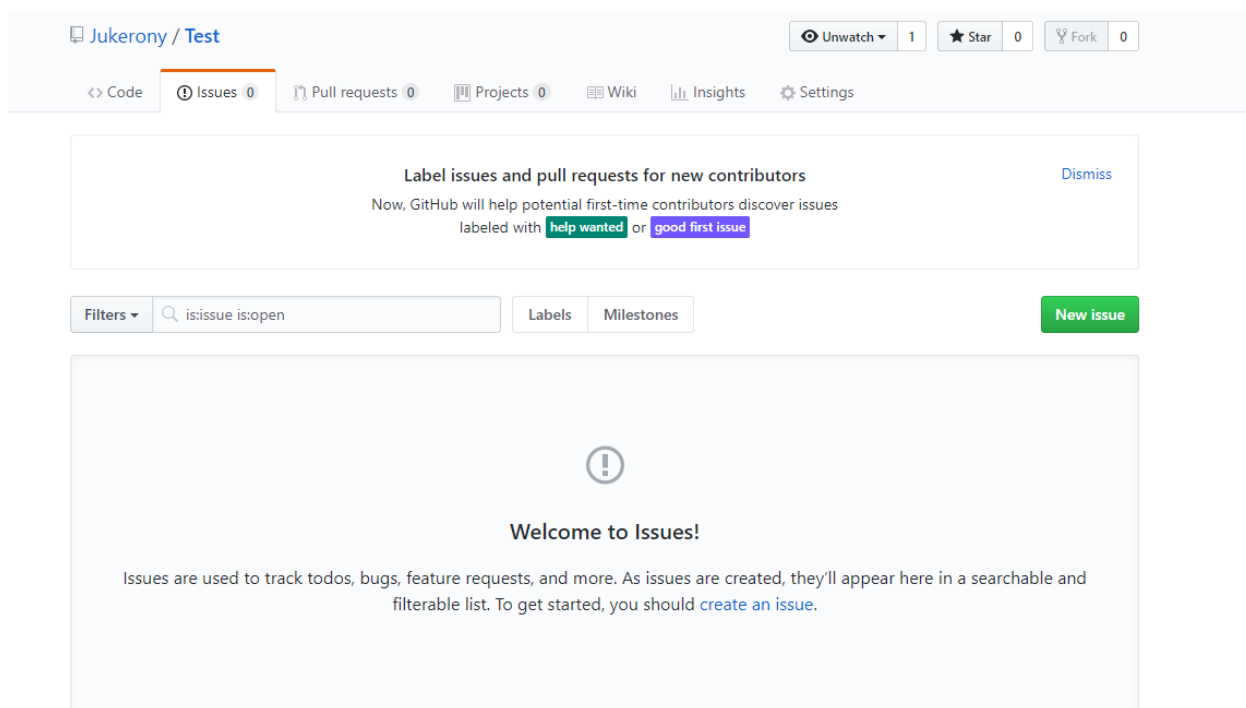 Jukerony / Test
Unwatch 1 Star 0 Fork 0
Code Issues 0 Pull requests 0 Projects 0 Wiki Insights Settings
Label issues and pull requests for new contributors
Dismiss
Now, GitHub will help potential first-time contributors discover issues
labeled with help wanted or good first issue
Filters is:issue is:open Labels Milestones New issue
Welcome to Issues!
Issues are used to track todos, bugs, feature requests, and more. As issues are created, they’ll appear here in a searchable and
filterable list. To get started, you should create an issue.